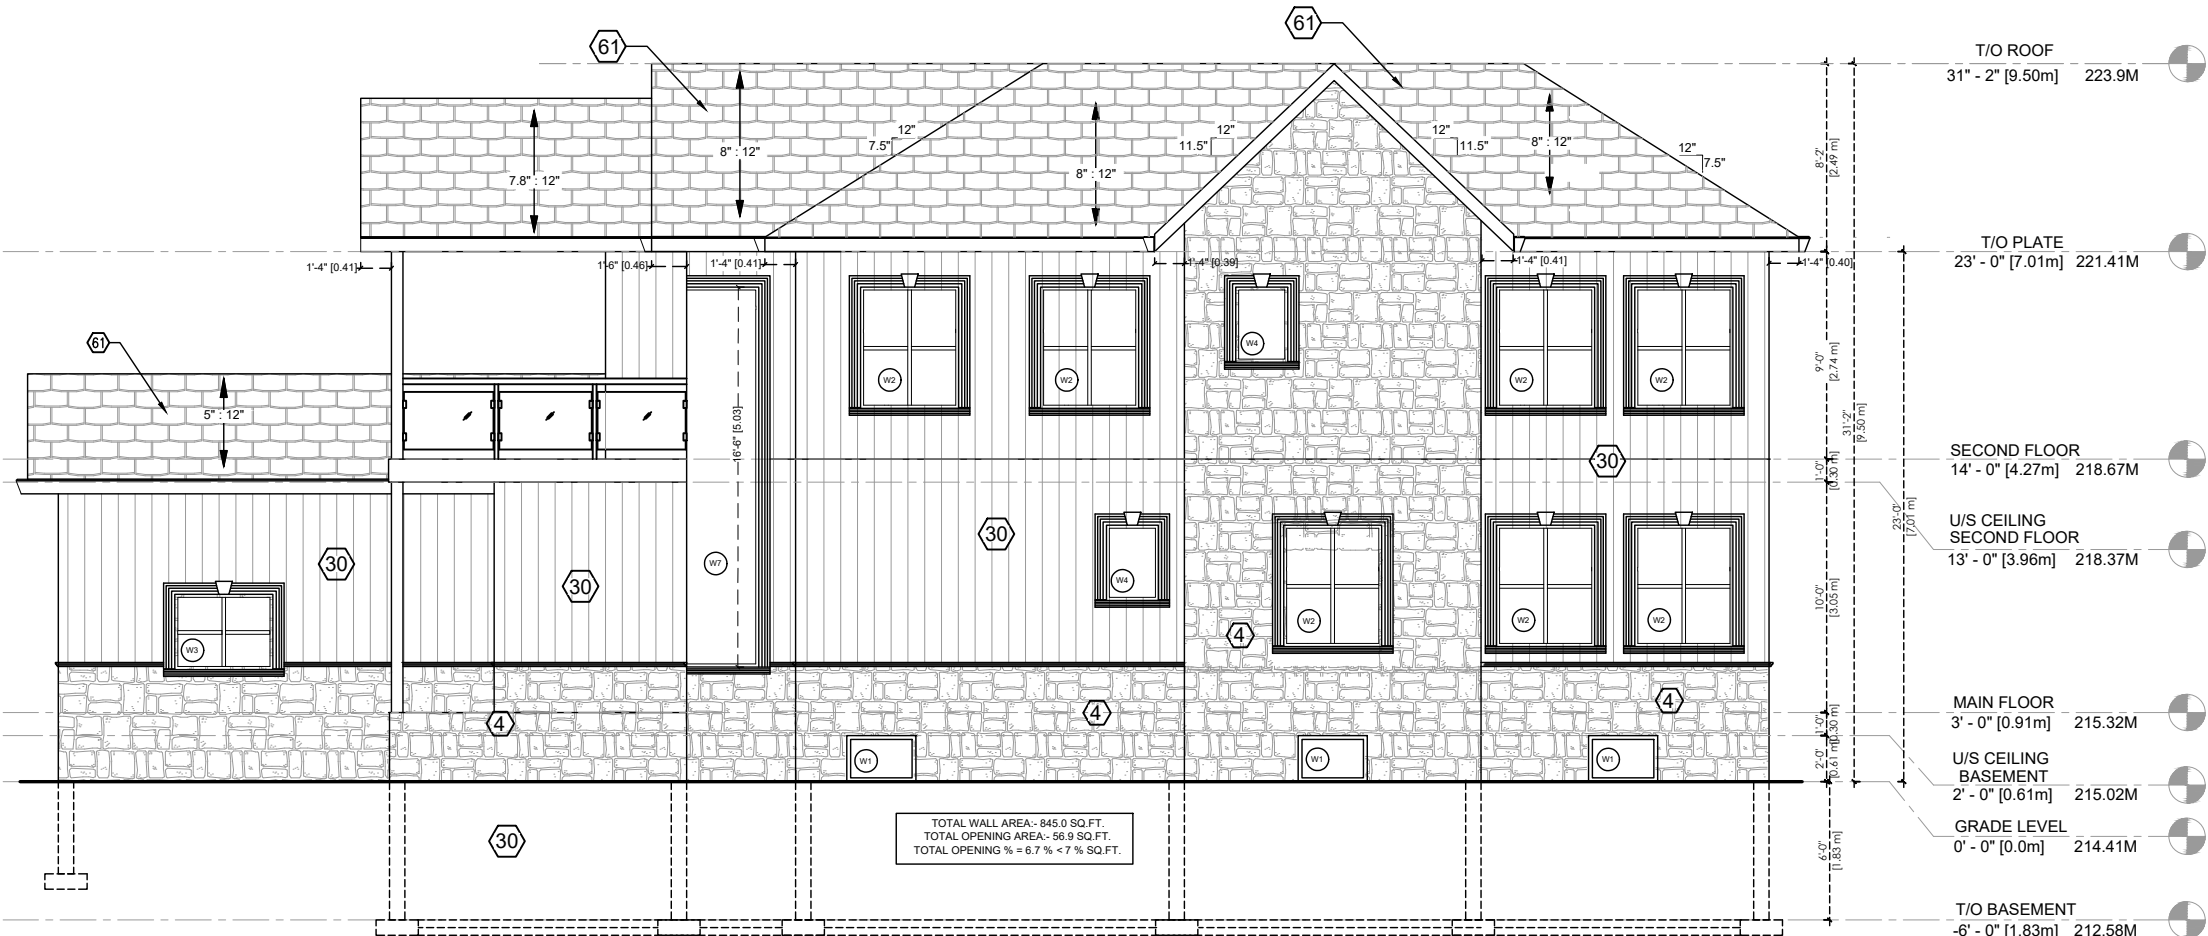 61
61
T/O ROOF
31" - 2" [9.50m] 223.9M
8'-2"
[2.49 m]
12"
7.5"
8" : 12"
12"
11.5"
8" : 12"
12"
11.5"
8" : 12"
12"
7.5"
7.8" : 12"
T/O PLATE
23' - 0" [7.01m] 221.41M
1'-4" [0.41]
1'-6" [0.46]
1'-4" [0.41]
1'-4" [0.39]
1'-4" [0.41]
1'-4" [0.40]
61
5" : 12"
W4
W2
W2
W2
W2
9'-0"
[2.74 m]
31'-2"
[9.50 m]
16'-6" [5.03]
SECOND FLOOR
14' - 0" [4.27m] 218.67M
30
1'-0"
[0.30 m]
U/S CEILING
SECOND FLOOR
13' - 0" [3.96m] 218.37M
23'-0"
[7.01 m]
30
30
30
W7
W4
W2
W2
W2
W3
4
10'-0"
[3.05 m]
MAIN FLOOR
3' - 0" [0.91m] 215.32M
4
4
4
1'-0"
[0.30 m]
U/S CEILING
BASEMENT
2' - 0" [0.61m] 215.02M
2'-0"
[0.61 m]
W1
W1
W1
GRADE LEVEL
0' - 0" [0.0m] 214.41M
30
TOTAL WALL AREA:- 845.0 SQ.FT.
TOTAL OPENING AREA:- 56.9 SQ.FT.
TOTAL OPENING % = 6.7 % < 7 % SQ.FT.
6'-0"
[1.83 m]
T/O BASEMENT
-6' - 0" [1.83m] 212.58M